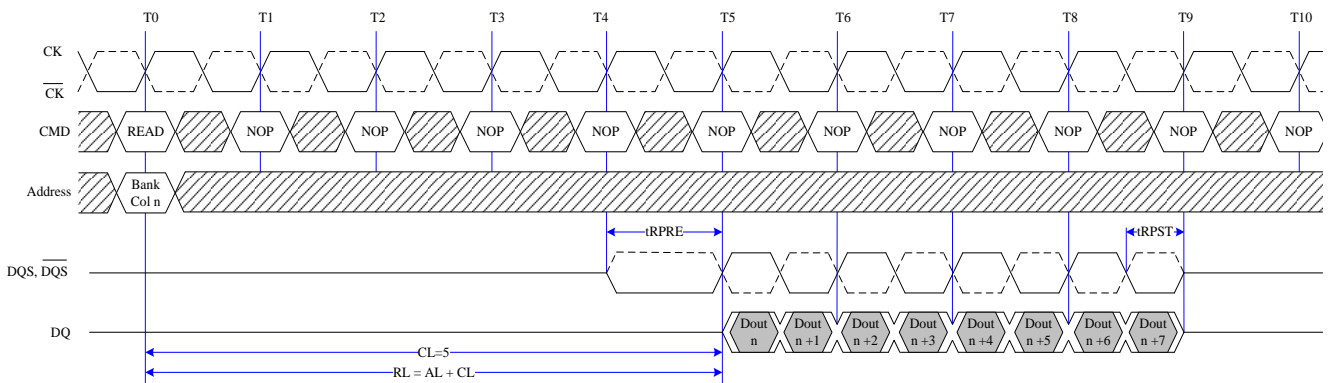 T0 T1 T2 T3 T4 T5 T6 T7 T8 T9 T10
CK
CK
CMD READ NOP NOP NOP NOP NOP NOP NOP NOP NOP NOP
Address Bank
Col n
tRPRE tRPST
DQS, DQS
DQ Dout Dout Dout Dout Dout Dout Dout Dout
n n +1 n +2 n +3 n +4 n +5 n +6 n +7
CL=5
RL = AL + CL